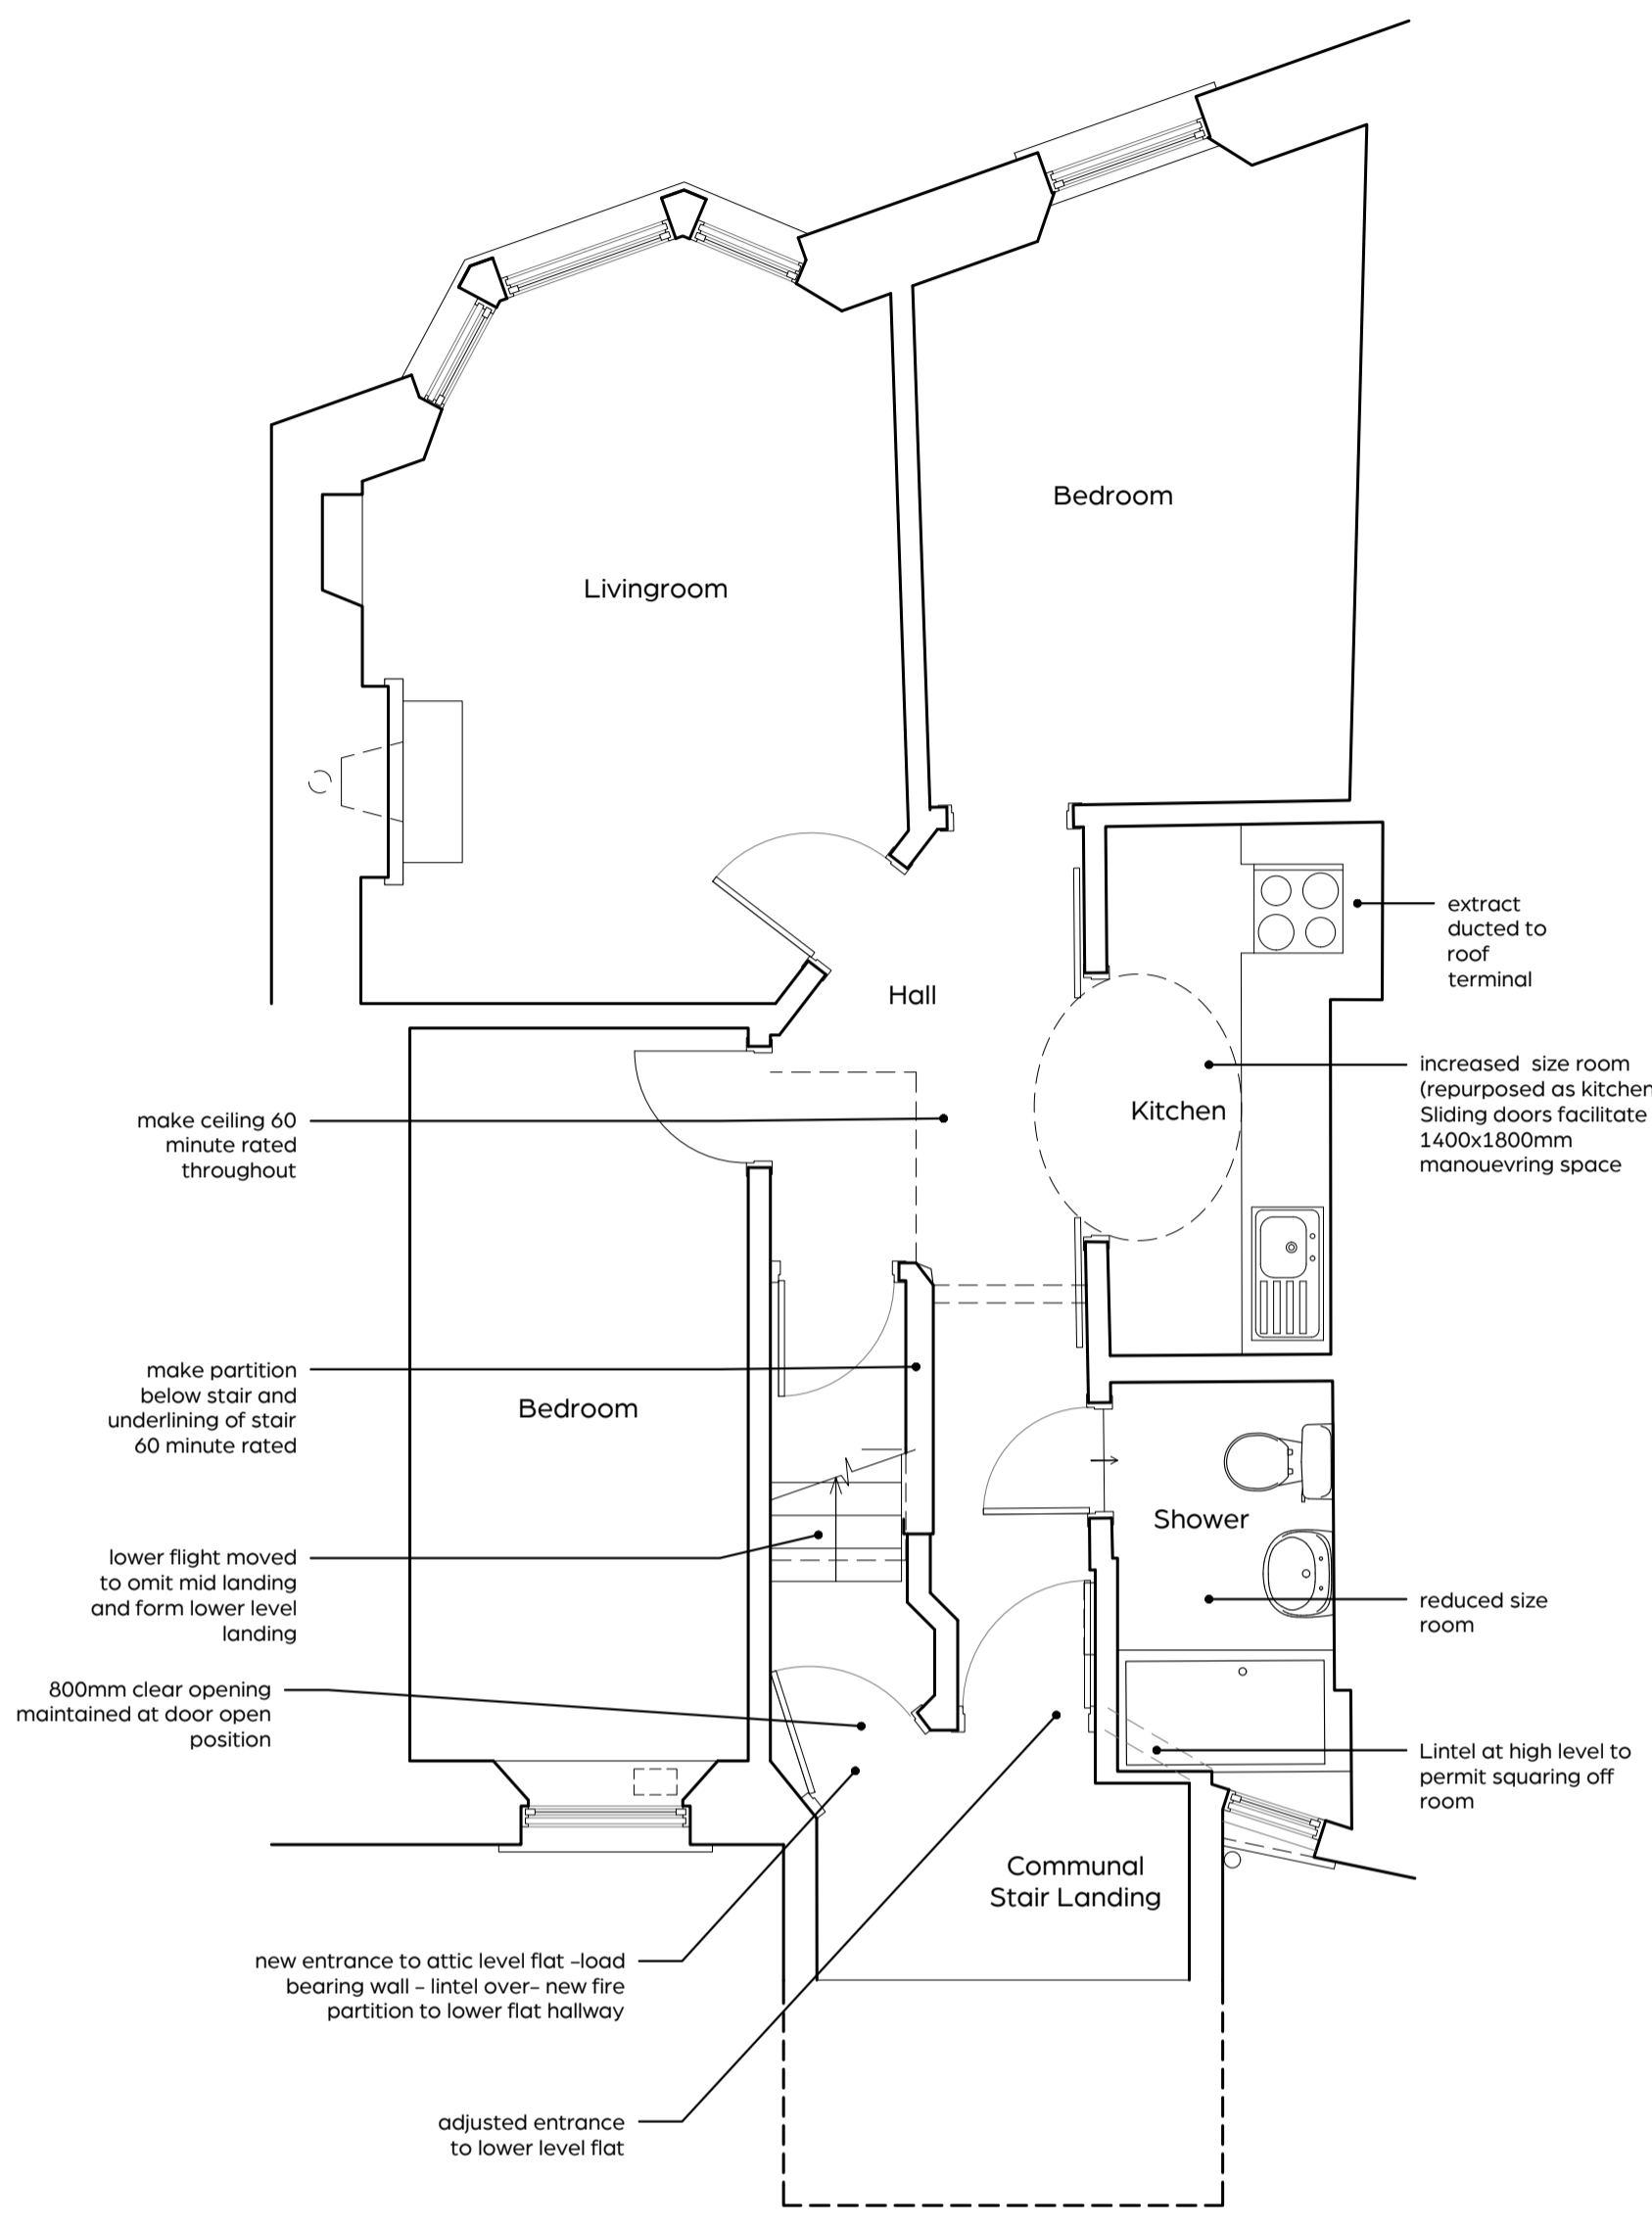 Bedroom
Livingroom
extract
ducted to
roof
terminal
Hall
increased size room
(repurposed as kitchen
Sliding doors facilitate
1400x1800mm
manouevring space
Kitchen
make ceiling 60
minute rated
throughout
make partition
below stair and
underlining of stair
60 minute rated
Bedroom
Shower
lower flight moved
to omit mid landing
and form lower level
landing
reduced size
room
800mm clear opening
maintained at door open
position
Lintel at high level to
permit squaring off
room
Communal
Stair Landing
new entrance to attic level flat -load
bearing wall - lintel over- new fire
partition to lower flat hallway
adjusted entrance
to lower level flat